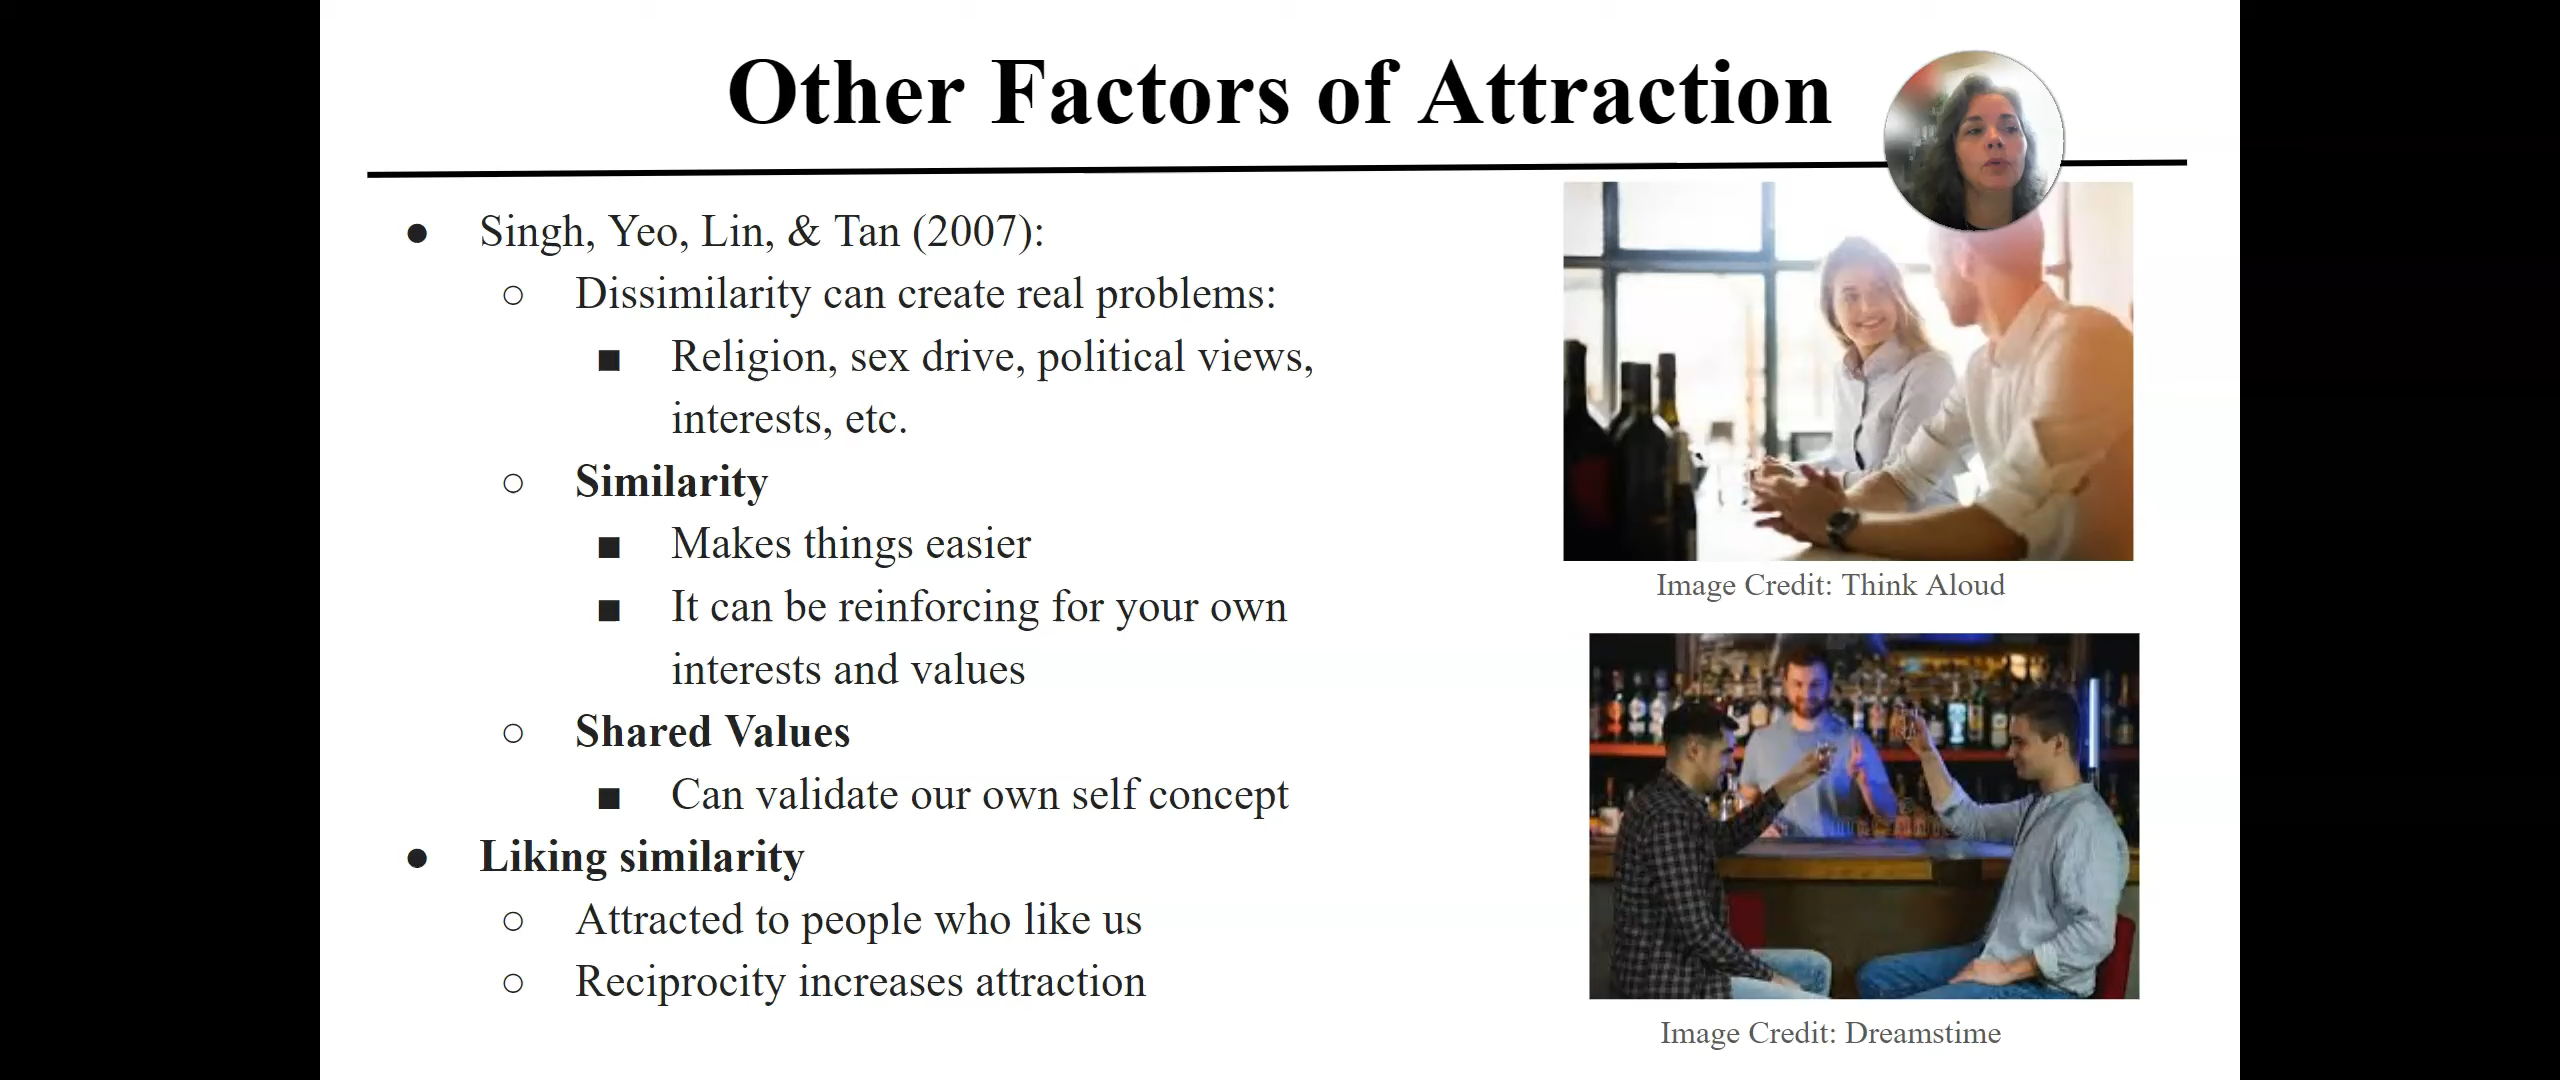 Other Factors of Attraction
● Singh, Yeo, Lin, & Tan (2007):
○ Dissimilarity can create real problems:
■ Religion, sex drive, political views,
interests, etc.
○ Similarity
■ Makes things easier
■ It can be reinforcing for your own
interests and values
○ Shared Values
■ Can validate our own self concept
● Liking similarity
○ Attracted to people who like us
○ Reciprocity increases attraction
Image Credit: Think Aloud
Image Credit: Dreamstime